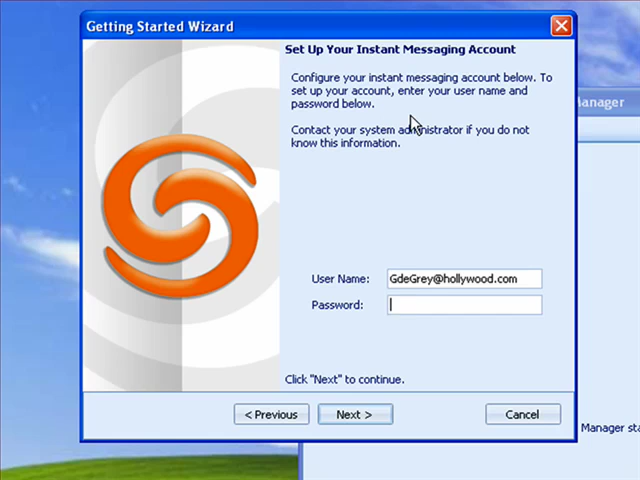 Getting Started Wizard
Set Up Your Instant Messaging Account
Configure your instant messaging account below. To
set up your account, enter your user name and
password below.
anager
Contact your system administrator if you do not
know this information.
User Name: GdeGrey@hollywood.com
Password:
Click "Next" to continue.
< Previous
Next >
Cancel
Manager sta